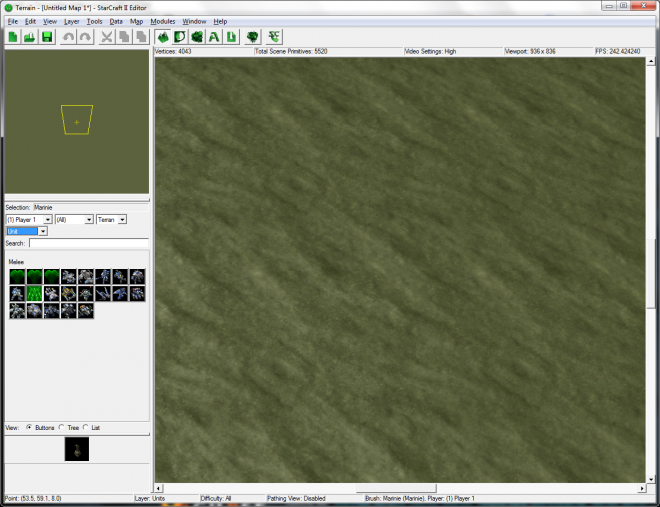 Terrain - [Untitled Map 1*] - StarCraft II Editor
File Edit View Layer Tools Data Map Modules Window Help
Vertices: 4043 Total Scene Primitives: 5520 Video Settings: High Viewport: 936 x 836 FPS: 242.424240
Selection: Marinie
(1) Player 1 (All) Terran
Unit
Search:
Melee
View: Buttons Tree List
Point: (53.5, 59.1, 8.0) Layer: Units Difficulty: All Pathing View: Disabled Brush: Marinie (Marinie), Player: (1) Player 1